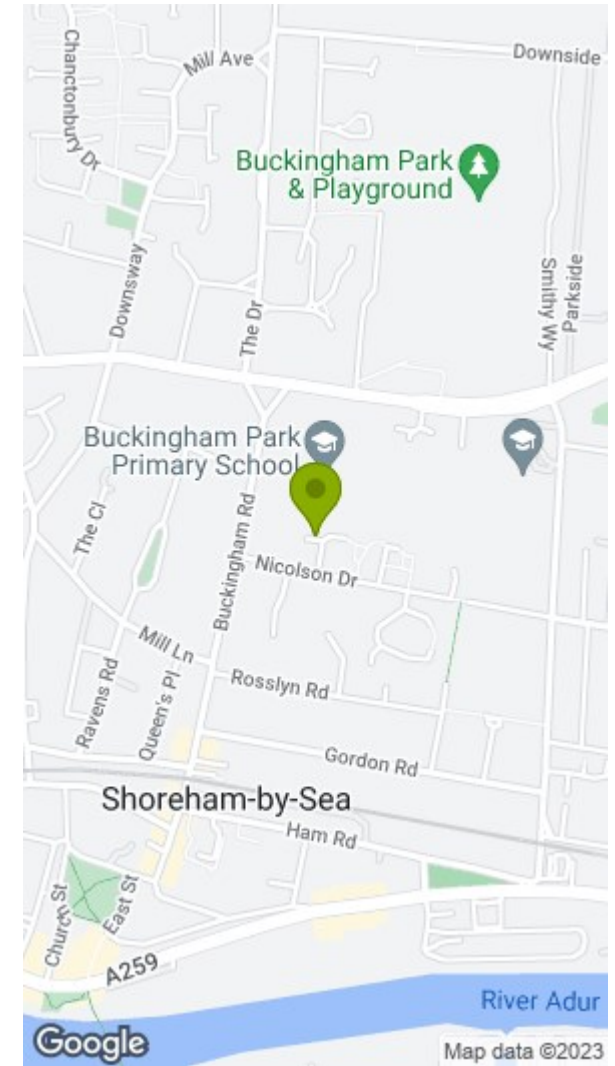 Chanctonbury Dr
Mill Ave
Downside
Buckingham Park
& Playground
Downsway
The Dr
Smithy Wy
Parkside
Buckingham Park
Primary School
The Cl
Buckingham Rd
Nicolson Dr
Mill Ln
Ravens Rd
Queen's Pl
Rosslyn Rd
Gordon Rd
Shoreham-by-Sea
Ham Rd
Church St
East St
A259
River Adur
Google
Map data ©2023